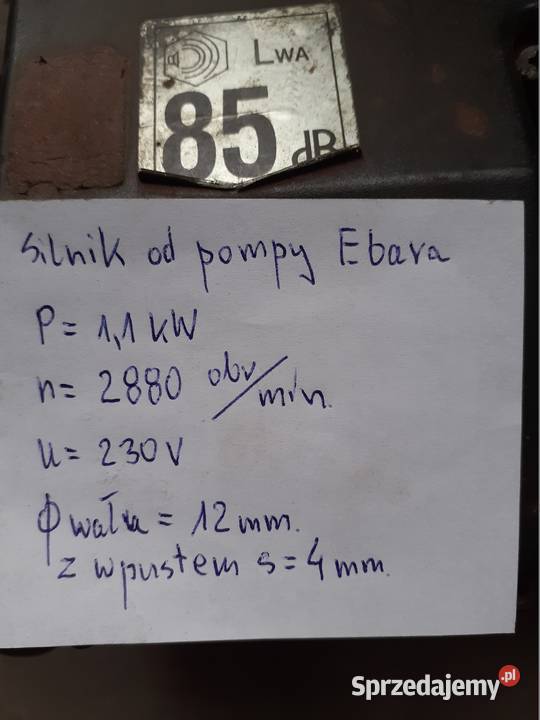 LWA
85
dB
Silnik od pompy Ebara
P = 1,1 kW
n = 2880 obr/min.
U = 230 V
Φ wałka = 12 mm.
z wpustem s = 4 mm.
Sprzedajemy.pl